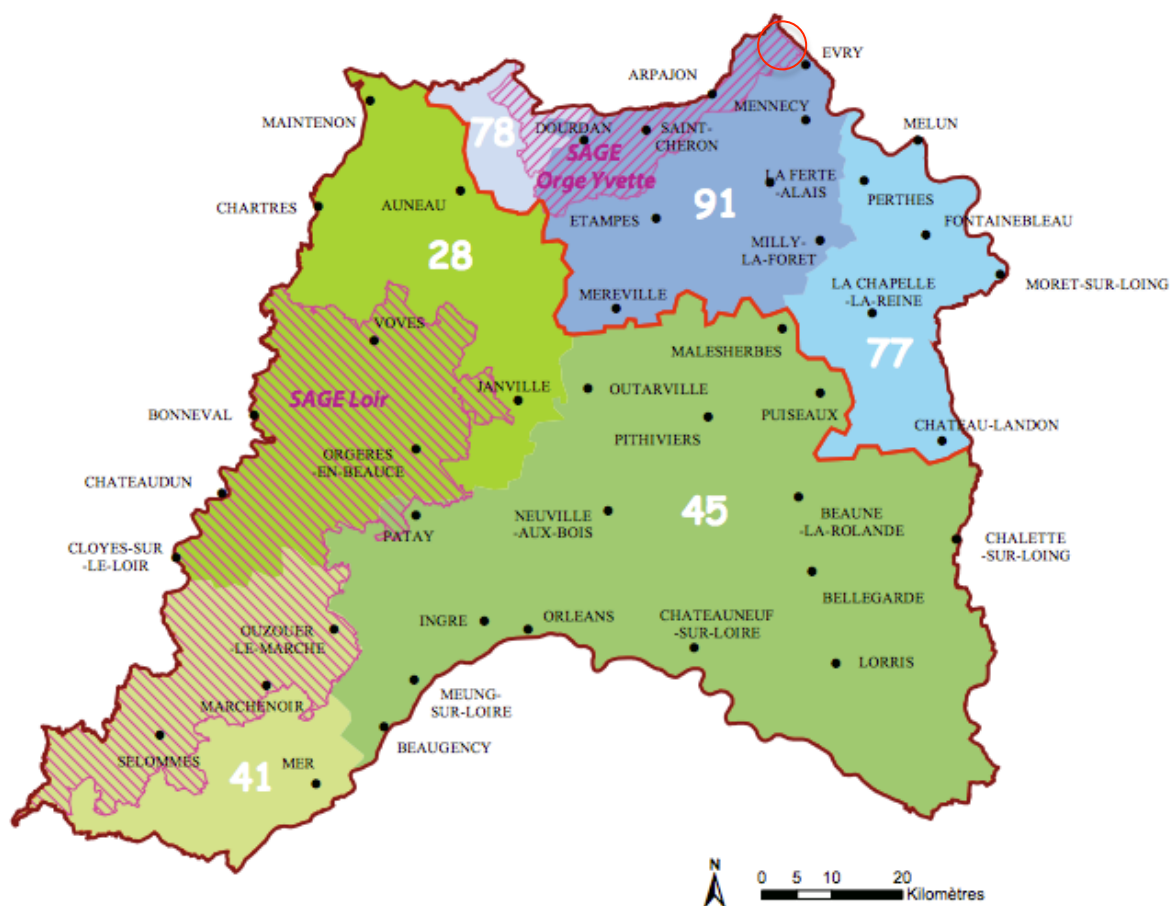 EVRY
ARPAJON
MAINTENON
MENNECY
78
DOURDAN
SAINT-
-CHERON
MELUN
SAGE
Orge Yvette
LA FERTE
-ALAIS
PERTHES
AUNEAU
CHARTRES
ETAMPES
91
FONTAINEBLEAU
28
MILLY-
LA-FORET
MORET-SUR-LOING
MEREVILLE
LA CHAPELLE
-LA-REINE
VOVES
MALESHERBES
77
JANVILLE
OUTARVILLE
SAGE Loir
PUISEAUX
BONNEVAL
PITHIVIERS
CHATEAU-LANDON
ORGERES
-EN-BEAUCE
CHATEAUDUN
NEUVILLE
-AUX-BOIS
45
BEAUNE
-LA-ROLANDE
PATAY
CHALETTE
-SUR-LOING
CLOYES-SUR
-LE-LOIR
BELLEGARDE
INGRE
ORLEANS
CHATEAUNEUF
-SUR-LOIRE
OUZOUER
-LE-MARCHE
LORRIS
MARCHENOIR
MEUNG-
SUR-LOIRE
BEAUGENCY
SELOMMES
MER
41
N
0 5 10 20
Kilomètres